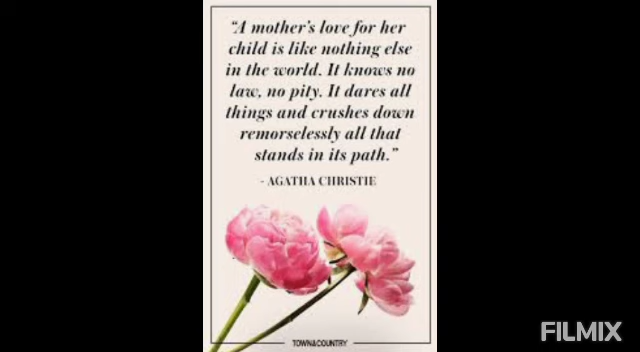 “A mother’s love for her
child is like nothing else
in the world. It knows no
law, no pity. It dares all
things and crushes down
remorselessly all that
stands in its path.”
- AGATHA CHRISTIE
TOWN&COUNTRY
FILMIX